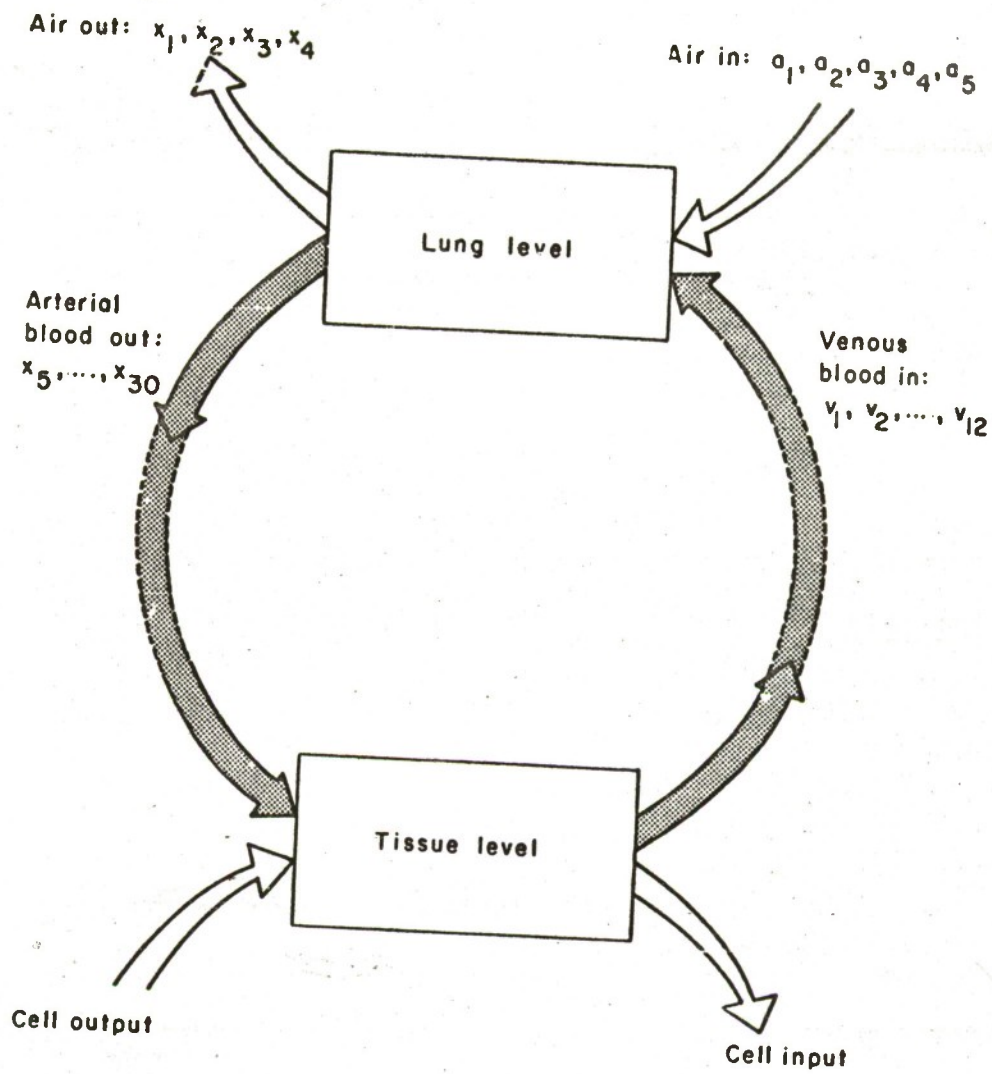 Air out: x₁, x₂, x₃, x₄
Air in: a₁, a₂, a₃, a₄, a₅
Lung level
Arterial
blood out:
x₅, ...., x₃₀
Venous
blood in:
v₁, v₂, ...., v₁₂
Tissue level
Cell output
Cell input